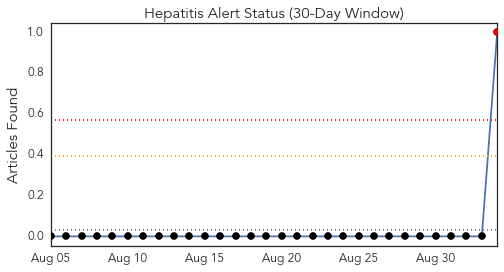 Hepatitis Alert Status (30-Day Window)
Articles Found
1.0
0.8
0.6
0.4
0.2
0.0
Aug 05
Aug 10
Aug 15
Aug 20
Aug 25
Aug 30